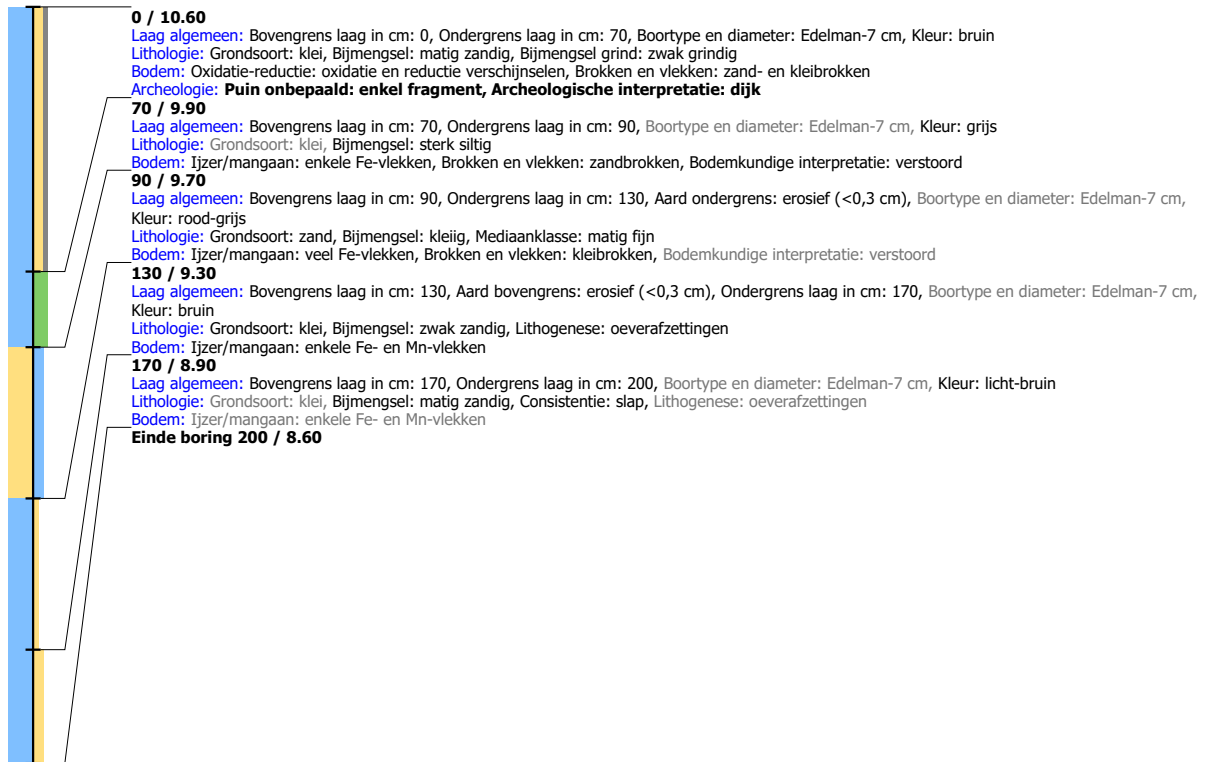 0 / 10.60
Laag algemeen: Bovengrens laag in cm: 0, Ondergrens laag in cm: 70, Boortype en diameter: Edelman-7 cm, Kleur: bruin
Lithologie: Grondsoort: klei, Bijmengsel: matig zandig, Bijmengsel grind: zwak grindig
Bodem: Oxidatie-reductie: oxidatie en reductie verschijnselen, Brokken en vlekken: zand- en kleibrokken
Archeologie: Puin onbepaald: enkel fragment, Archeologische interpretatie: dijk
70 / 9.90
Laag algemeen: Bovengrens laag in cm: 70, Ondergrens laag in cm: 90, Boortype en diameter: Edelman-7 cm, Kleur: grijs
Lithologie: Grondsoort: klei, Bijmengsel: sterk siltig
Bodem: Ijzer/mangaan: enkele Fe-vlekken, Brokken en vlekken: zandbrokken, Bodemkundige interpretatie: verstoord
90 / 9.70
Laag algemeen: Bovengrens laag in cm: 90, Ondergrens laag in cm: 130, Aard ondergrens: erosief (<0,3 cm), Boortype en diameter: Edelman-7 cm,
Kleur: rood-grijs
Lithologie: Grondsoort: zand, Bijmengsel: kleiig, Mediaanklasse: matig fijn
Bodem: Ijzer/mangaan: veel Fe-vlekken, Brokken en vlekken: kleibrokken, Bodemkundige interpretatie: verstoord
130 / 9.30
Laag algemeen: Bovengrens laag in cm: 130, Aard bovengrens: erosief (<0,3 cm), Ondergrens laag in cm: 170, Boortype en diameter: Edelman-7 cm,
Kleur: bruin
Lithologie: Grondsoort: klei, Bijmengsel: zwak zandig, Lithogenese: oeverafzettingen
Bodem: Ijzer/mangaan: enkele Fe- en Mn-vlekken
170 / 8.90
Laag algemeen: Bovengrens laag in cm: 170, Ondergrens laag in cm: 200, Boortype en diameter: Edelman-7 cm, Kleur: licht-bruin
Lithologie: Grondsoort: klei, Bijmengsel: matig zandig, Consistentie: slap, Lithogenese: oeverafzettingen
Bodem: Ijzer/mangaan: enkele Fe- en Mn-vlekken
Einde boring 200 / 8.60